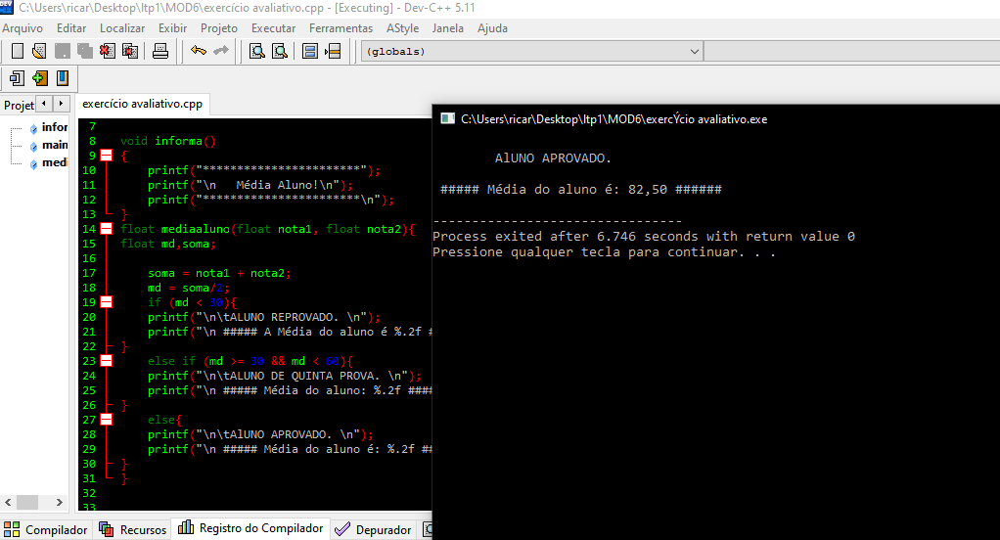 C:\Users\ricar\Desktop\ltp1\MOD6\exercício avaliativo.cpp - [Executing] - Dev-C++ 5.11
Arquivo Editar Localizar Exibir Projeto Executar Ferramentas AStyle Janela Ajuda
(globals)
Projet
exercício avaliativo.cpp
infor
main
medi
7
8 void informa()
9 {
10 printf("***********************");
11 printf("\n   Média Aluno!\n");
12 printf("***********************\n");
13 }
14 float mediaaluno(float nota1, float nota2){
15 float md,soma;
16
17 soma = nota1 + nota2;
18 md = soma/2;
19 if (md < 30){
20 printf("\n\tALUNO REPROVADO. \n");
21 printf("\n ##### A Média do aluno é %.2f #
22 }
23 else if (md >= 30 && md < 60){
24 printf("\n\tALUNO DE QUINTA PROVA. \n");
25 printf("\n ##### Média do aluno: %.2f ####
26 }
27 else{
28 printf("\n\tAlUNO APROVADO. \n");
29 printf("\n ##### Média do aluno é: %.2f ##
30 }
31 }
32
33
C:\Users\ricar\Desktop\ltp1\MOD6\exercÝcio avaliativo.exe
AlUNO APROVADO.
##### Média do aluno é: 82,50 ######
--------------------------------
Process exited after 6.746 seconds with return value 0
Pressione qualquer tecla para continuar. . .
Compilador Recursos Registro do Compilador Depurador